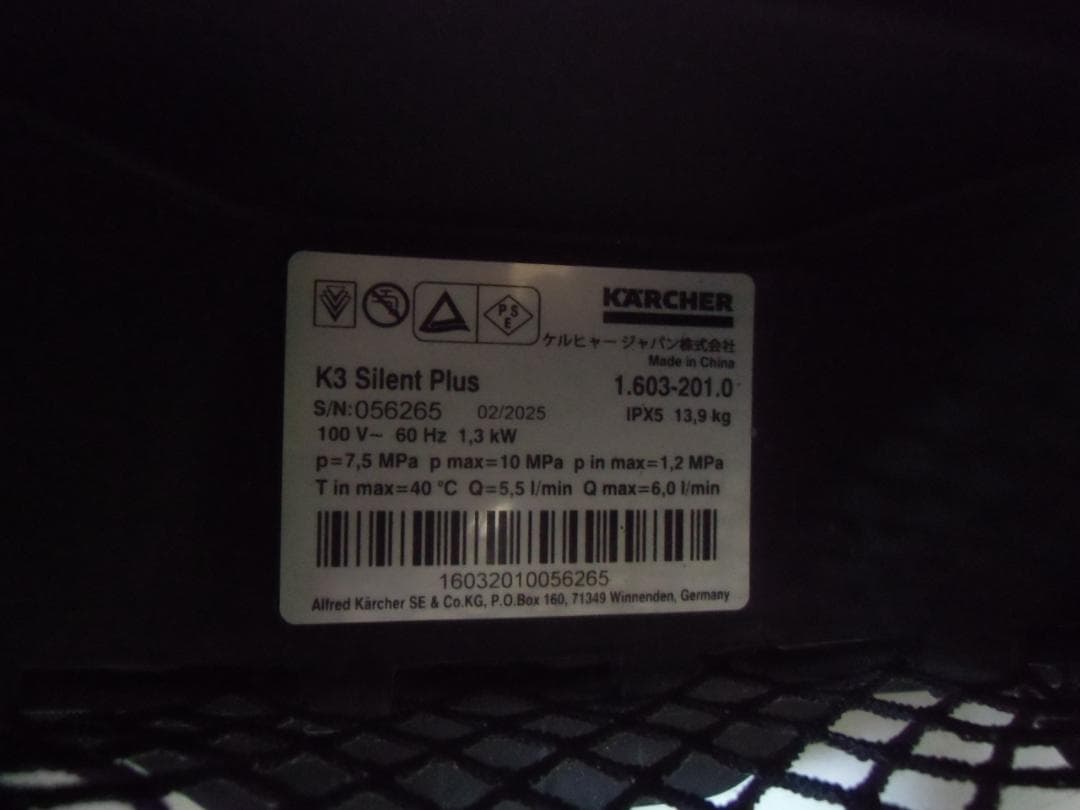 PS
E
KÄRCHER
ケルヒャー ジャパン株式会社
Made in China
K3 Silent Plus 1.603-201.0
S/N:056265 02/2025 IPX5 13,9 kg
100 V~ 60 Hz 1,3 kW
p=7,5 MPa p max=10 MPa p in max=1,2 MPa
T in max=40 °C Q=5,5 l/min Q max=6,0 l/min
16032010056265
Alfred Kärcher SE & Co.KG, P.O.Box 160, 71349 Winnenden, Germany